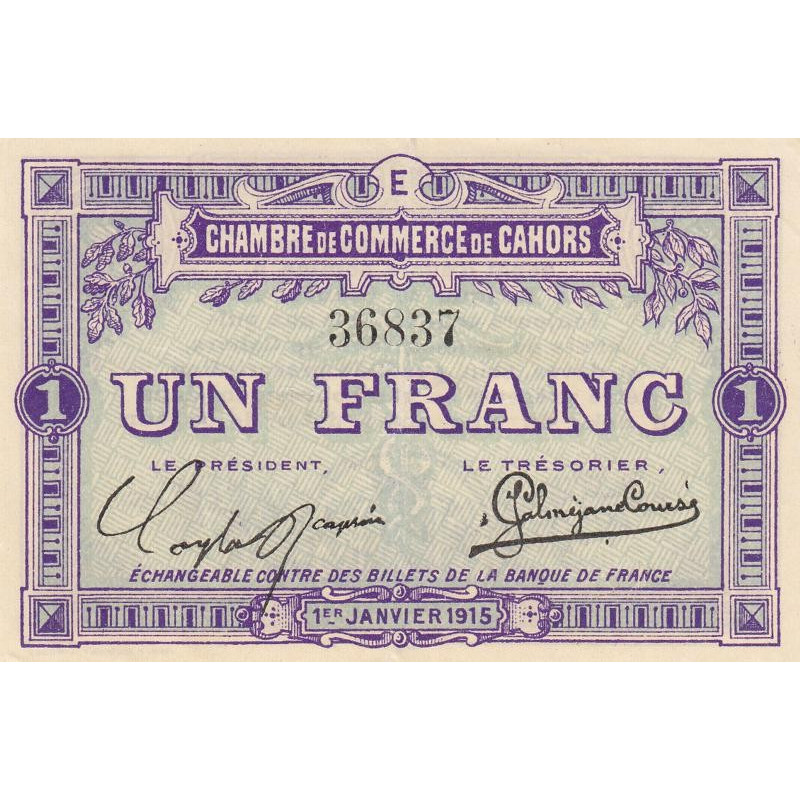 E
CHAMBRE DE COMMERCE DE CAHORS
36837
1 UN FRANC 1
LE PRÉSIDENT, LE TRÉSORIER,
ÉCHANGEABLE CONTRE DES BILLETS DE LA BANQUE DE FRANCE
1ER JANVIER 1915